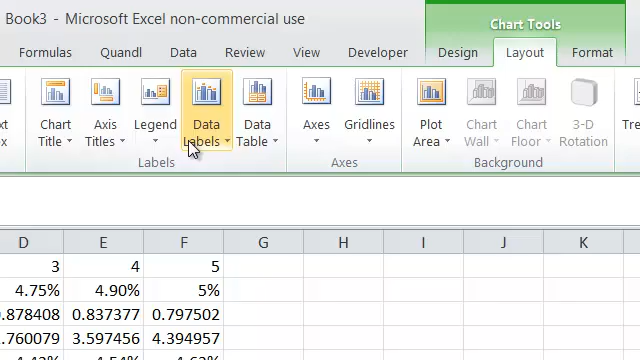 Book3 - Microsoft Excel non-commercial use
Chart Tools
Formulas Quandl Data Review View Developer Design Layout Format
Chart Title Axis Titles Legend Data Labels Data Table Axes Gridlines Plot Area Chart Wall Chart Floor 3-D Rotation
Labels Axes Background
D E F G H I J K
3 4 5
4.75% 4.90% 5%
0.837377 0.797502
3.597456 4.394957